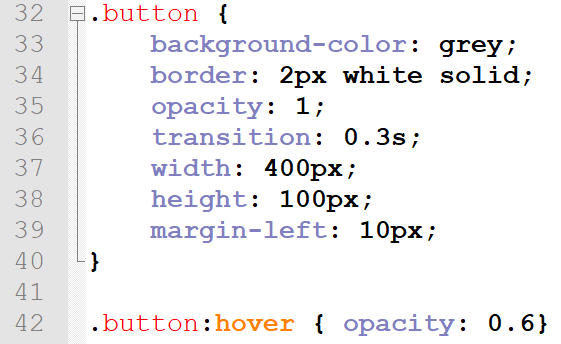 32 .button {
33 background-color: grey;
34 border: 2px white solid;
35 opacity: 1;
36 transition: 0.3s;
37 width: 400px;
38 height: 100px;
39 margin-left: 10px;
40 }
41
42 .button:hover { opacity: 0.6}